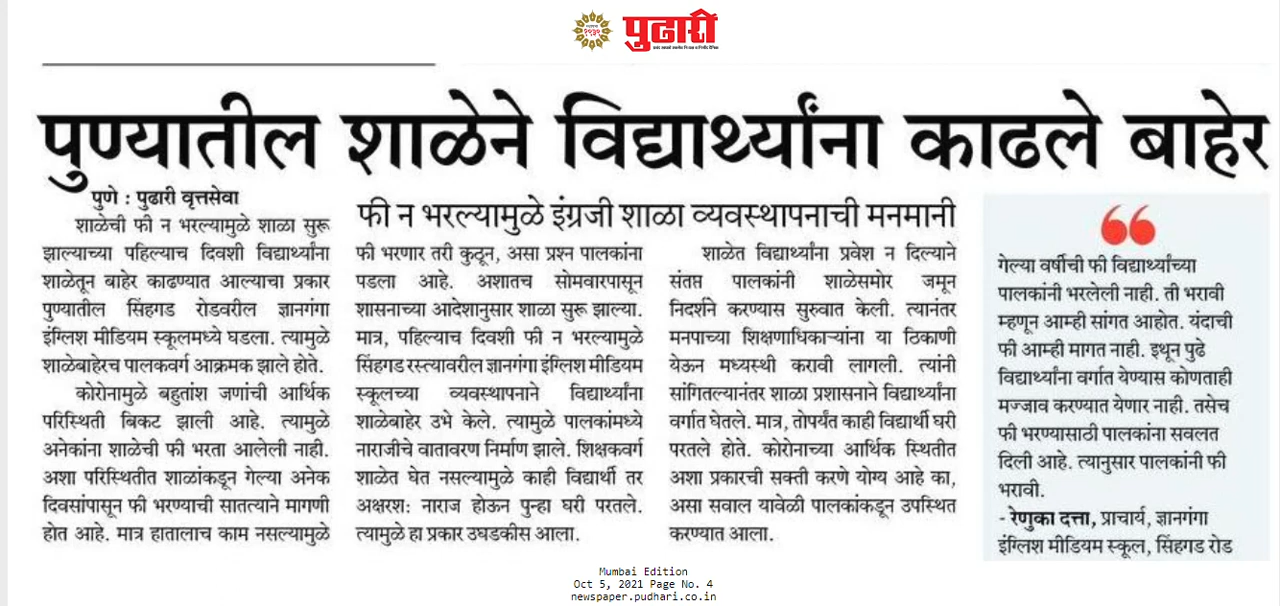 पुढारी
पुण्यातील शाळेने विद्यार्थ्यांना काढले बाहेर
पुणे : पुढारी वृत्तसेवा
शाळेची फी न भरल्यामुळे शाळा सुरू
झाल्याच्या पहिल्याच दिवशी विद्यार्थ्यांना
शाळेतून बाहेर काढण्यात आल्याचा प्रकार
पुण्यातील सिंहगड रोडवरील ज्ञानगंगा
इंग्लिश मीडियम स्कूलमध्ये घडला. त्यामुळे
शाळेबाहेरच पालकवर्ग आक्रमक झाले होते.
कोरोनामुळे बहुतांश जणांची आर्थिक
परिस्थिती बिकट झाली आहे. त्यामुळे
अनेकांना शाळेची फी भरता आलेली नाही.
अशा परिस्थितीत शाळांकडून गेल्या अनेक
दिवसांपासून फी भरण्याची सातत्याने मागणी
होत आहे. मात्र हातालाच काम नसल्यामुळे
फी न भरल्यामुळे इंग्रजी शाळा व्यवस्थापनाची मनमानी
फी भरणार तरी कुठून, असा प्रश्न पालकांना
पडला आहे. अशातच सोमवारपासून
शासनाच्या आदेशानुसार शाळा सुरू झाल्या.
मात्र, पहिल्याच दिवशी फी न भरल्यामुळे
सिंहगड रस्त्यावरील ज्ञानगंगा इंग्लिश मीडियम
स्कूलच्या व्यवस्थापनाने विद्यार्थ्यांना
शाळेबाहेर उभे केले. त्यामुळे पालकांमध्ये
नाराजीचे वातावरण निर्माण झाले. शिक्षकवर्ग
शाळेत घेत नसल्यामुळे काही विद्यार्थी तर
अक्षरश: नाराज होऊन पुन्हा घरी परतले.
त्यामुळे हा प्रकार उघडकीस आला.
शाळेत विद्यार्थ्यांना प्रवेश न दिल्याने
संतप्त पालकांनी शाळेसमोर जमून
निदर्शने करण्यास सुरुवात केली. त्यानंतर
मनपाच्या शिक्षणाधिकाऱ्यांना या ठिकाणी
येऊन मध्यस्थी करावी लागली. त्यांनी
सांगितल्यानंतर शाळा प्रशासनाने विद्यार्थ्यांना
वर्गात घेतले. मात्र, तोपर्यंत काही विद्यार्थी घरी
परतले होते. कोरोनाच्या आर्थिक स्थितीत
अशा प्रकारची सक्ती करणे योग्य आहे का,
असा सवाल यावेळी पालकांकडून उपस्थित
करण्यात आला.
गेल्या वर्षीची फी विद्यार्थ्यांच्या
पालकांनी भरलेली नाही. ती भरावी
म्हणून आम्ही सांगत आहोत. यंदाची
फी आम्ही मागत नाही. इथून पुढे
विद्यार्थ्यांना वर्गात येण्यास कोणताही
मज्जाव करण्यात येणार नाही. तसेच
फी भरण्यासाठी पालकांना सवलत
दिली आहे. त्यानुसार पालकांनी फी
भरावी.
- रेणुका दत्ता, प्राचार्य, ज्ञानगंगा
इंग्लिश मीडियम स्कूल, सिंहगड रोड
Mumbai Edition
Oct 5, 2021 Page No. 4
newspaper.pudhari.co.in